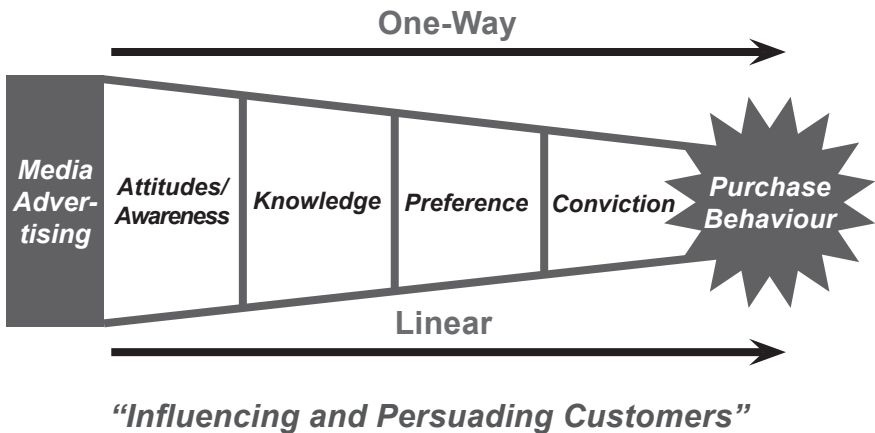 One-Way
Media
Adver-
tising
Attitudes/
Awareness
Knowledge
Preference
Conviction
Purchase
Behaviour
Linear
“Influencing and Persuading Customers”